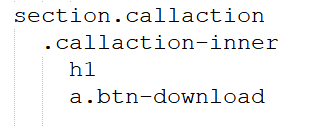 section.callaction
.callaction-inner
h1
a.btn-download